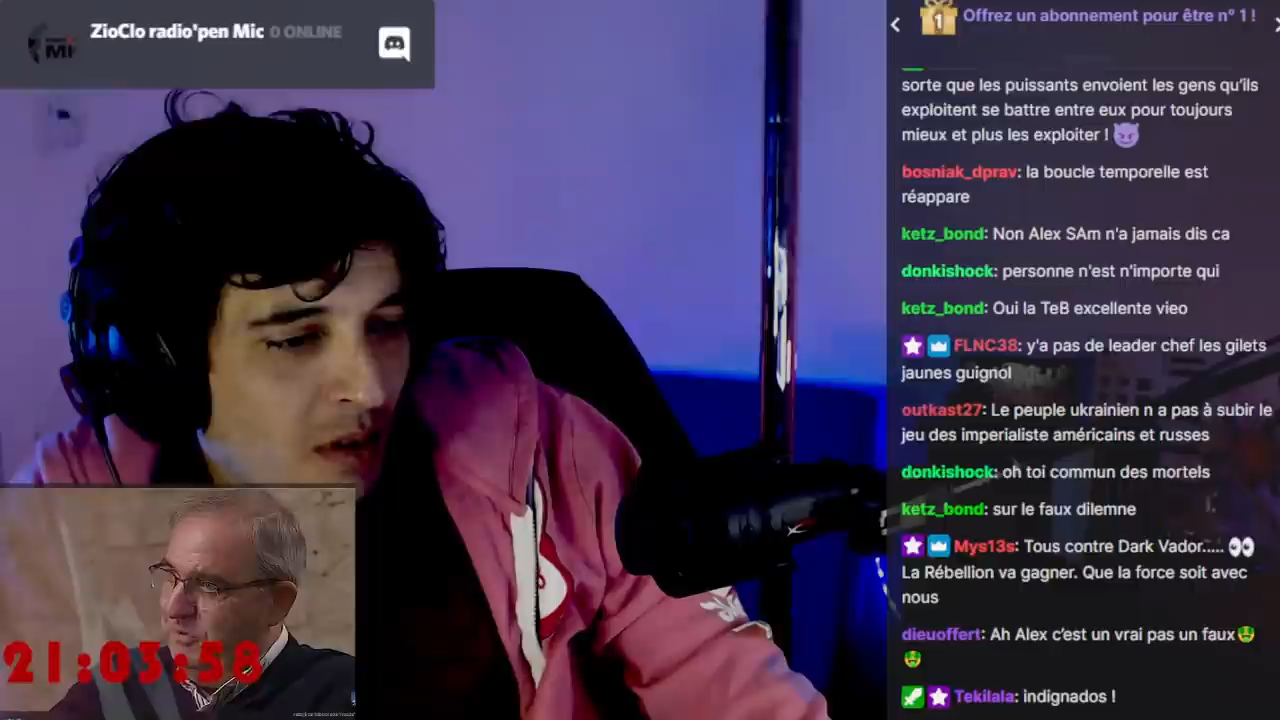 ZioClo radio'pen Mic 0 ONLINE
MI
21:03:58
1
Offrez un abonnement pour être n° 1 !
sorte que les puissants envoient les gens qu'ils
exploitent se battre entre eux pour toujours
mieux et plus les exploiter !
bosniak_dprav: la boucle temporelle est
réappare
ketz_bond: Non Alex SAm n'a jamais dis ca
donkishock: personne n'est n'importe qui
ketz_bond: Oui la TeB excellente vieo
FLNC38: y'a pas de leader chef les gilets
jaunes guignol
outkast27: Le peuple ukrainien n a pas à subir le
jeu des imperialiste américains et russes
donkishock: oh toi commun des mortels
ketz_bond: sur le faux dilemne
Mys13s: Tous contre Dark Vador..... 👀
La Rébellion va gagner. Que la force soit avec
nous
dieuoffert: Ah Alex c'est un vrai pas un faux🤑
🤑
Tekilala: indignados !